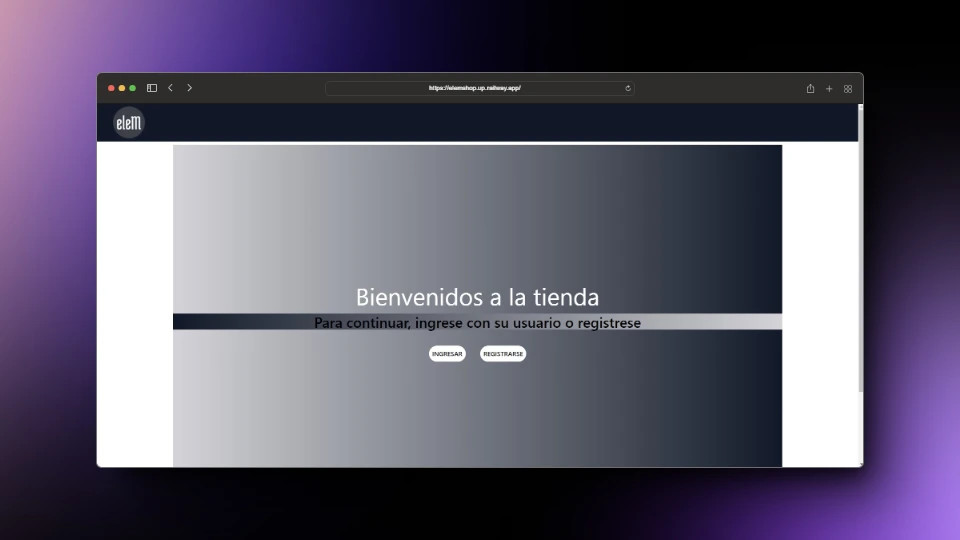 https://elemshop.up.railway.app/
eleM
Bienvenidos a la tienda
Para continuar, ingrese con su usuario o registrese
INGRESAR
REGISTRARSE